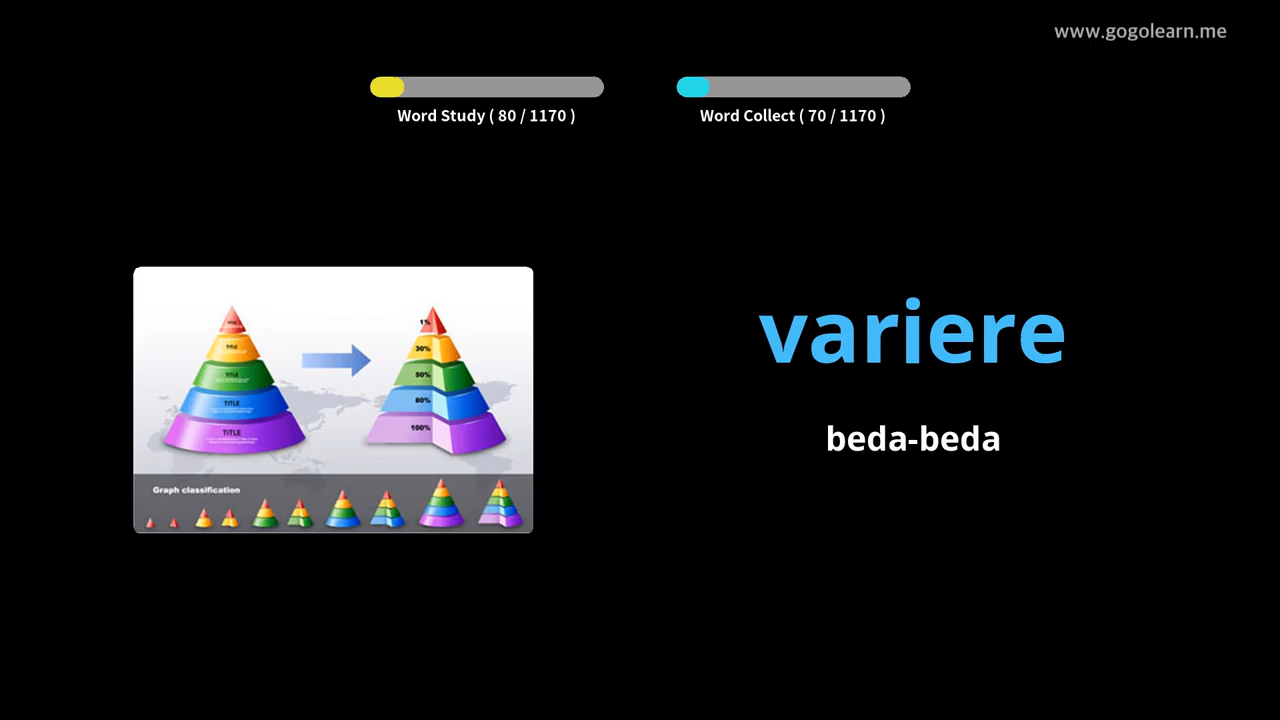 www.gogolearn.me
Word Study ( 80 / 1170 )
Word Collect ( 70 / 1170 )
variere
beda-beda
TITLE
TITLE
TITLE
TITLE
1%
30%
50%
80%
100%
Graph classification